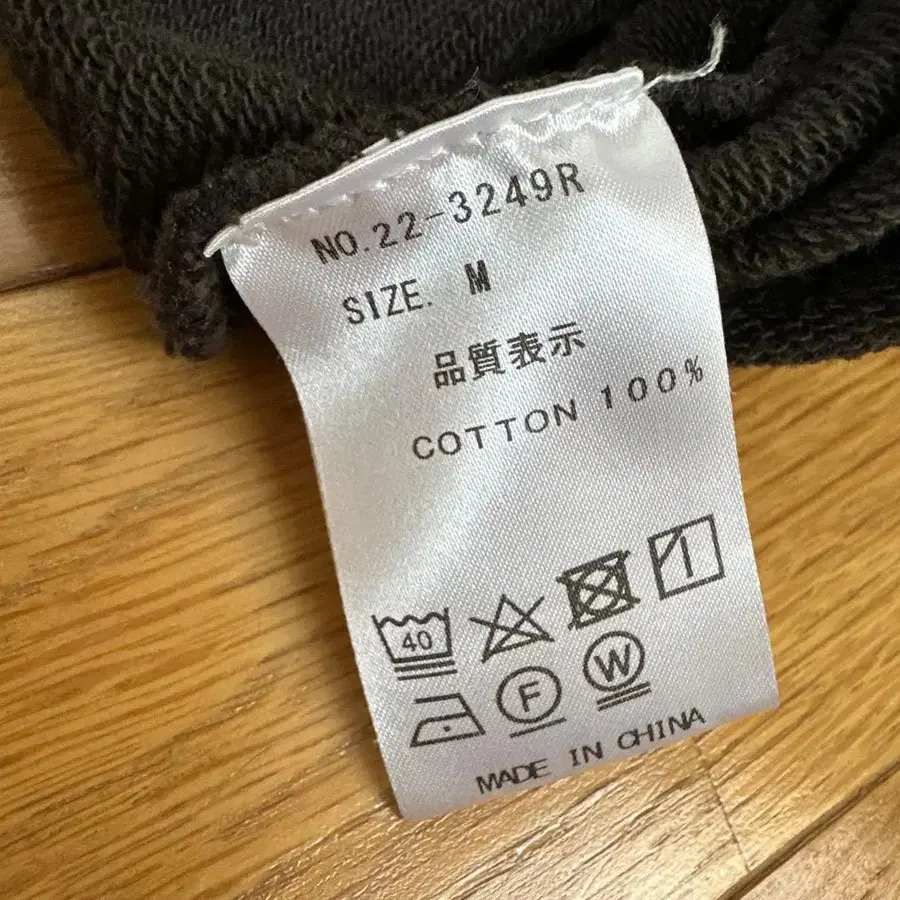 NO.22-3249R
SIZE. M
品質表示
COTTON 100%
40
F W
MADE IN CHINA